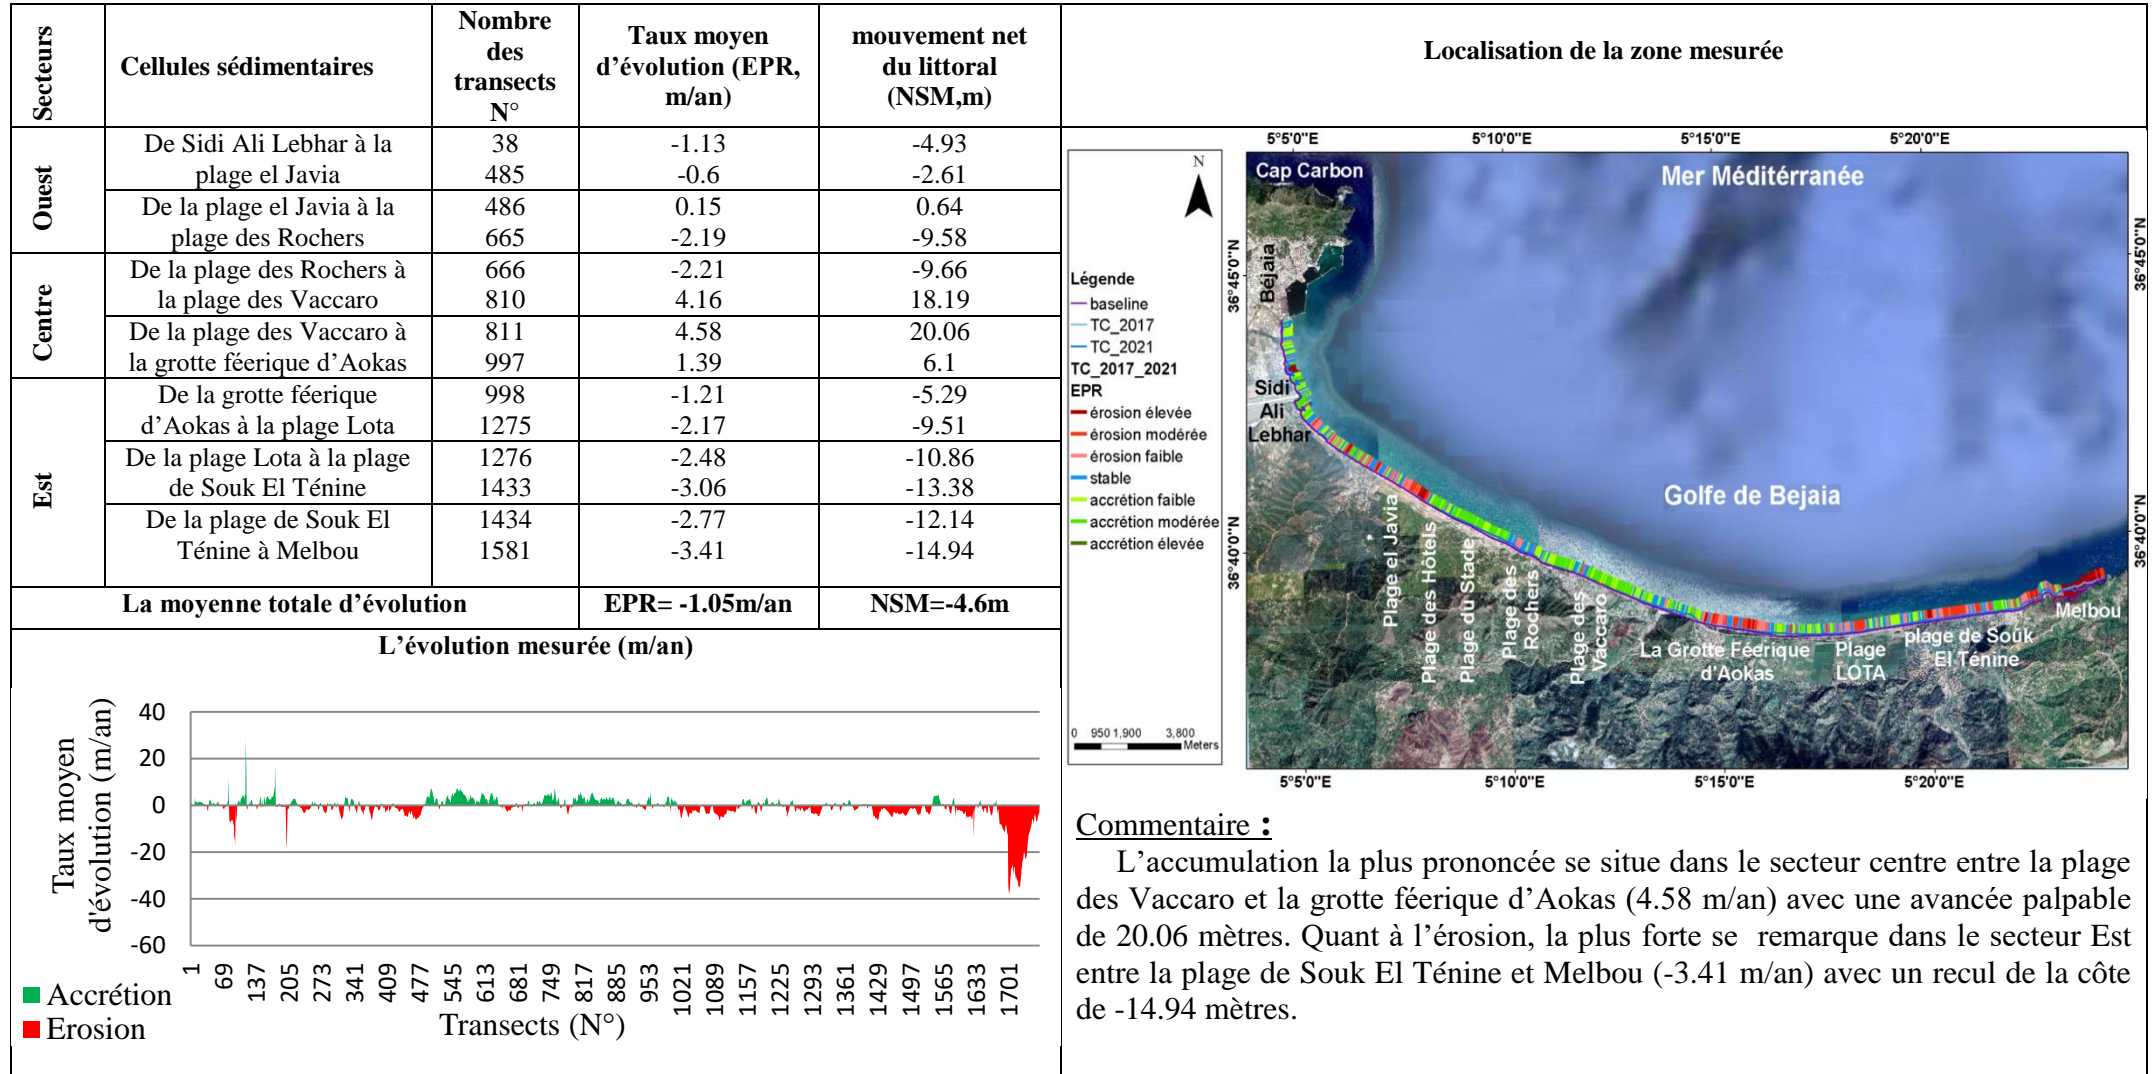 Secteurs
Cellules sédimentaires
Nombre
des
transects
N°
Taux moyen
d’évolution (EPR,
m/an)
mouvement net
du littoral
(NSM,m)
Localisation de la zone mesurée
Ouest
De Sidi Ali Lebhar à la 38 -1.13 -4.93
plage el Javia 485 -0.6 -2.61
De la plage el Javia à la 486 0.15 0.64
plage des Rochers 665 -2.19 -9.58
Centre
De la plage des Rochers à 666 -2.21 -9.66
la plage des Vaccaro 810 4.16 18.19
De la plage des Vaccaro à 811 4.58 20.06
la grotte féerique d’Aokas 997 1.39 6.1
Est
De la grotte féerique 998 -1.21 -5.29
d’Aokas à la plage Lota 1275 -2.17 -9.51
De la plage Lota à la plage 1276 -2.48 -10.86
de Souk El Ténine 1433 -3.06 -13.38
De la plage de Souk El 1434 -2.77 -12.14
Ténine à Melbou 1581 -3.41 -14.94
La moyenne totale d’évolution EPR= -1.05m/an NSM=-4.6m
L’évolution mesurée (m/an)
Taux moyen
d'évolution (m/an)
40
20
0
-20
-40
-60
1 69 137 205 273 341 409 477 545 613 681 749 817 885 953 1021 1089 1157 1225 1293 1361 1429 1497 1565 1633 1701
Accrétion
Erosion
Transects (N°)
5°5'0"E 5°10'0"E 5°15'0"E 5°20'0"E
N
Légende
baseline
TC_2017
TC_2021
TC_2017_2021
EPR
érosion élevée
érosion modérée
érosion faible
stable
accrétion faible
accrétion modérée
accrétion élevée
0 950 1,900 3,800
Meters
36°45'0"N
36°40'0"N
Cap Carbon
Mer Méditérranée
Béjaia
Sidi
Ali
Lebhar
Golfe de Bejaia
Plage el Javia
Plage des Hôtels
Plage du Stade
Plage des
Rochers
Plage des
Vaccaro
La Grotte Féerique
d'Aokas
Plage
LOTA
plage de Soûk
El Ténine
Melbou
36°45'0"N
36°40'0"N
5°5'0"E 5°10'0"E 5°15'0"E 5°20'0"E
Commentaire :
L’accumulation la plus prononcée se situe dans le secteur centre entre la plage
des Vaccaro et la grotte féerique d’Aokas (4.58 m/an) avec une avancée palpable
de 20.06 mètres. Quant à l’érosion, la plus forte se remarque dans le secteur Est
entre la plage de Souk El Ténine et Melbou (-3.41 m/an) avec un recul de la côte
de -14.94 mètres.